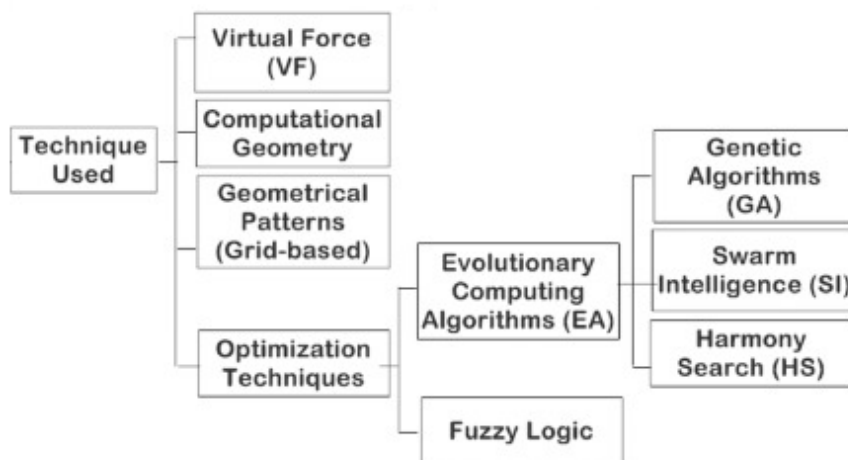 Technique
Used
Virtual Force
(VF)
Computational
Geometry
Geometrical
Patterns
(Grid-based)
Optimization
Techniques
Evolutionary
Computing
Algorithms (EA)
Fuzzy Logic
Genetic
Algorithms
(GA)
Swarm
Intelligence (SI)
Harmony
Search (HS)